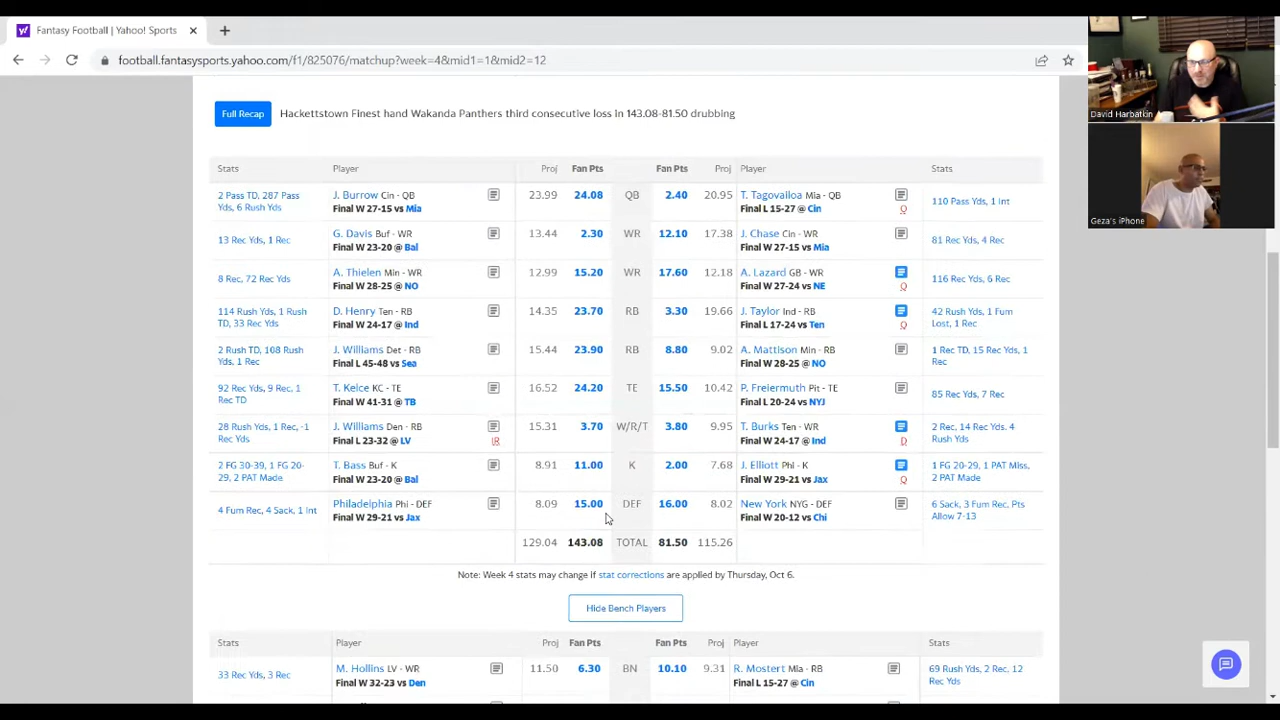 Fantasy Football | Yahoo! Sports
football.fantasysports.yahoo.com/f1/825076/matchup?week=4&mid1=1&mid2=12
David Harbatkin
Geza's iPhone
Full Recap Hackettstown Finest hand Wakanda Panthers third consecutive loss in 143.08-81.50 drubbing
Stats Player Proj Fan Pts Fan Pts Proj Player Stats
2 Pass TD, 287 Pass J. Burrow Cin - QB 23.99 24.08 QB 2.40 20.95 T. Tagovailoa Mia - QB 110 Pass Yds, 1 Int
Yds, 6 Rush Yds Final W 27-15 vs Mia Final L 15-27 @ Cin Q
13 Rec Yds, 1 Rec G. Davis Buf - WR 13.44 2.30 WR 12.10 17.38 J. Chase Cin - WR 81 Rec Yds, 4 Rec
Final W 23-20 @ Bal Final W 27-15 vs Mia
8 Rec, 72 Rec Yds A. Thielen Min - WR 12.99 15.20 WR 17.60 12.18 A. Lazard GB - WR 116 Rec Yds, 6 Rec
Final W 28-25 @ NO Final W 27-24 vs NE Q
114 Rush Yds, 1 Rush D. Henry Ten - RB 14.35 23.70 RB 3.30 19.66 J. Taylor Ind - RB 42 Rush Yds, 1 Fum
TD, 33 Rec Yds Final W 24-17 @ Ind Final L 17-24 vs Ten Q Lost, 1 Rec
2 Rush TD, 108 Rush J. Williams Det - RB 15.44 23.90 RB 8.80 9.02 A. Mattison Min - RB 1 Rec TD, 15 Rec Yds, 1
Yds, 1 Rec Final L 45-48 vs Sea Final W 28-25 @ NO Rec
92 Rec Yds, 9 Rec, 1 T. Kelce KC - TE 16.52 24.20 TE 15.50 10.42 P. Freiermuth Pit - TE 85 Rec Yds, 7 Rec
Rec TD Final W 41-31 @ TB Final L 20-24 vs NYJ
28 Rush Yds, 1 Rec, -1 J. Williams Den - RB 15.31 3.70 W/R/T 3.80 9.95 T. Burks Ten - WR 2 Rec, 14 Rec Yds, 4
Rec Yds Final L 23-32 @ LV IR Final W 24-17 @ Ind D Rush Yds
2 FG 30-39, 1 FG 20- T. Bass Buf - K 8.91 11.00 K 2.00 7.68 J. Elliott Phi - K 1 FG 20-29, 1 PAT Miss,
29, 2 PAT Made Final W 23-20 @ Bal Final W 29-21 vs Jax Q 2 PAT Made
4 Fum Rec, 4 Sack, 1 Int Philadelphia Phi - DEF 8.09 15.00 DEF 16.00 8.02 New York NYG - DEF 6 Sack, 3 Fum Rec, Pts
Final W 29-21 vs Jax Final W 20-12 vs Chi Allow 7-13
129.04 143.08 TOTAL 81.50 115.26
Note: Week 4 stats may change if stat corrections are applied by Thursday, Oct 6.
Hide Bench Players
Stats Player Proj Fan Pts Fan Pts Proj Player Stats
33 Rec Yds, 3 Rec M. Hollins LV - WR 11.50 6.30 BN 10.10 9.31 R. Mostert Mia - RB 69 Rush Yds, 2 Rec, 12
Final W 32-23 vs Den Final L 15-27 @ Cin Rec Yds